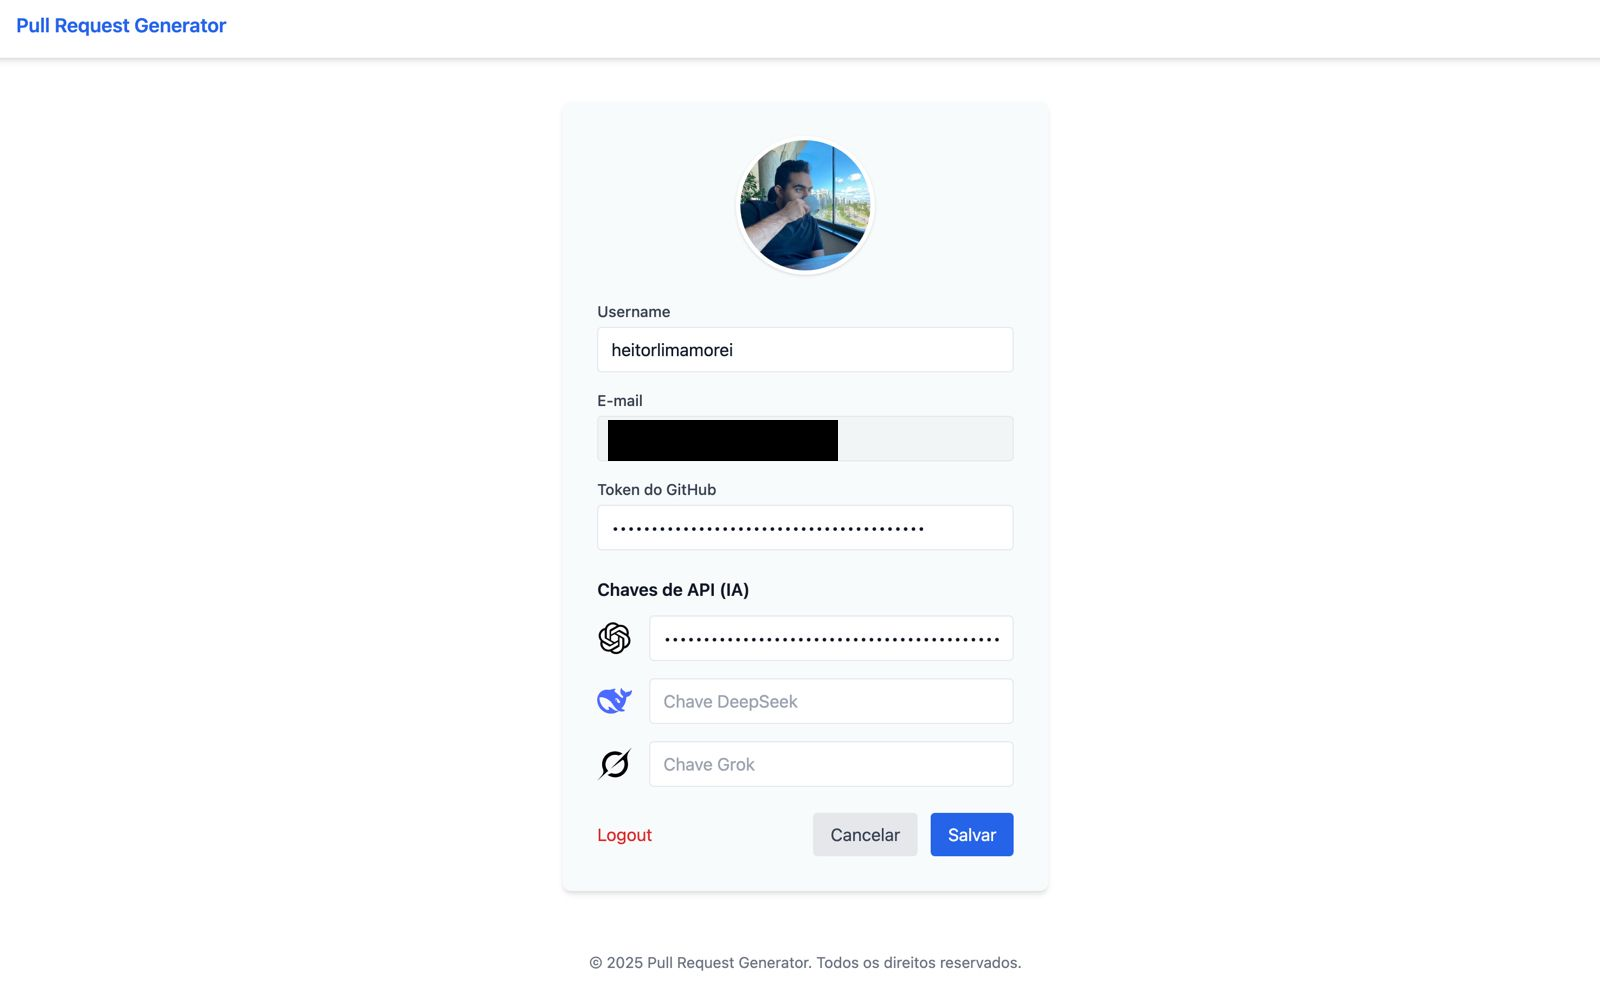 Pull Request Generator
Username
heitorlimamorei
E-mail
Token do GitHub
•••••••••••••••••••••••••••••••••••••••
Chaves de API (IA)
•••••••••••••••••••••••••••••••••••••••••••
Chave DeepSeek
Chave Grok
Logout
Cancelar
Salvar
© 2025 Pull Request Generator. Todos os direitos reservados.